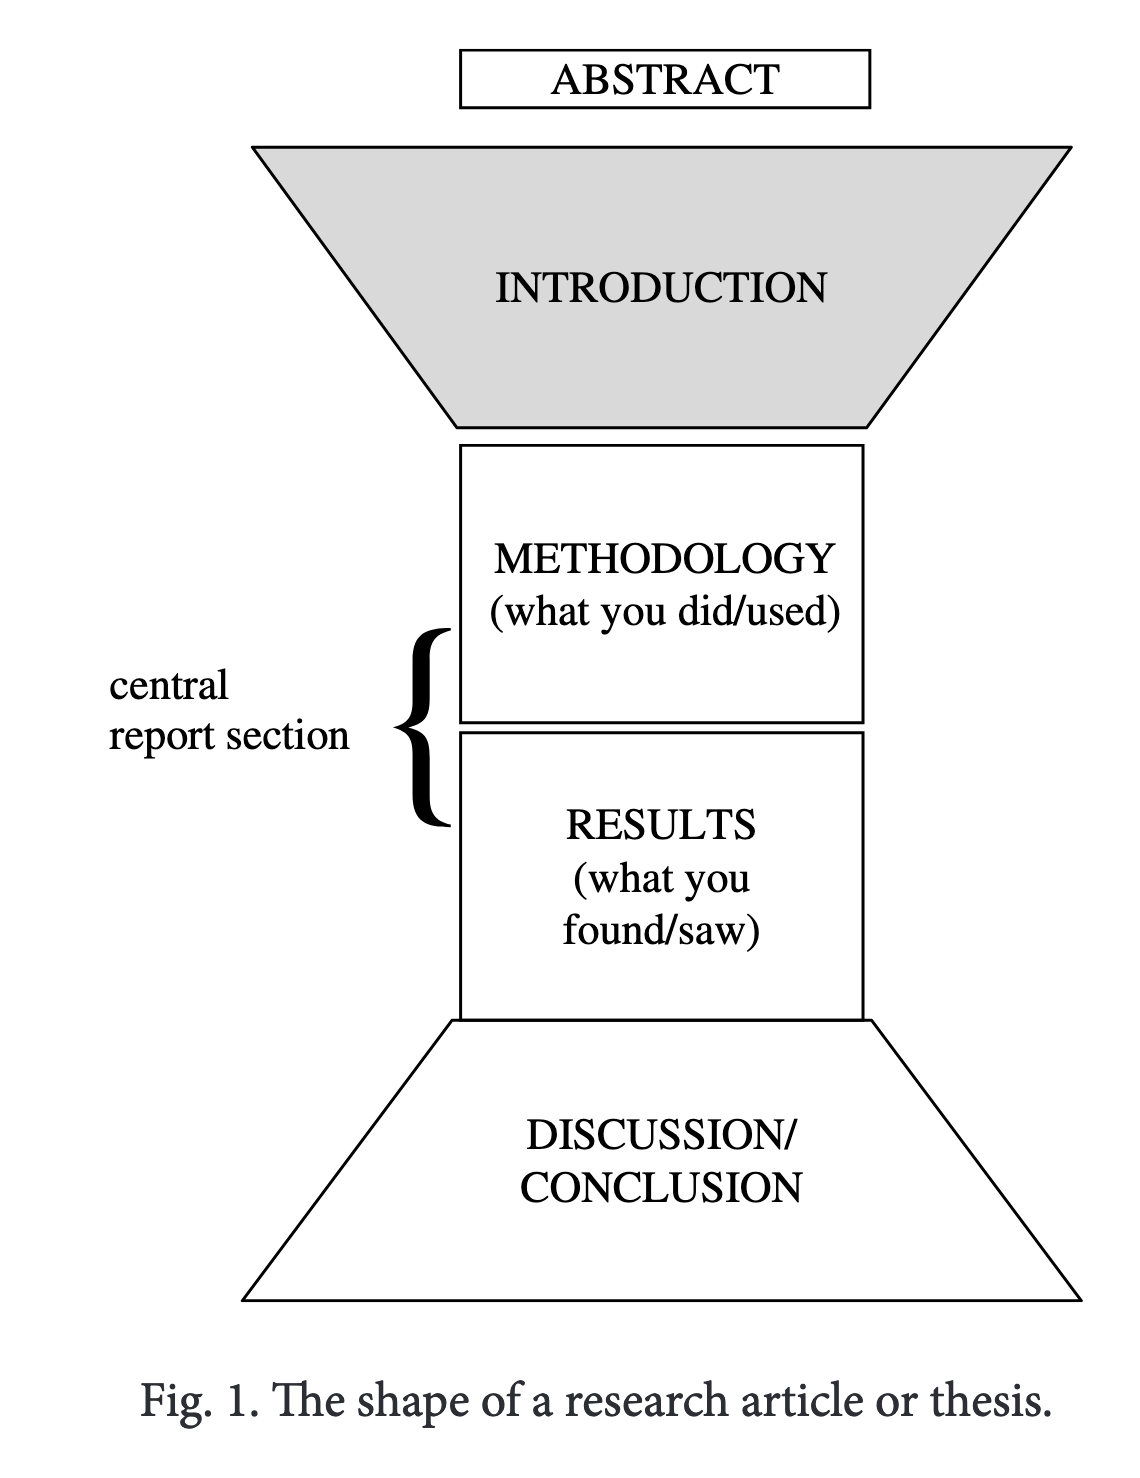 ABSTRACT
INTRODUCTION
METHODOLOGY
(what you did/used)
central
report section
RESULTS
(what you
found/saw)
DISCUSSION/
CONCLUSION
Fig. 1. The shape of a research article or thesis.